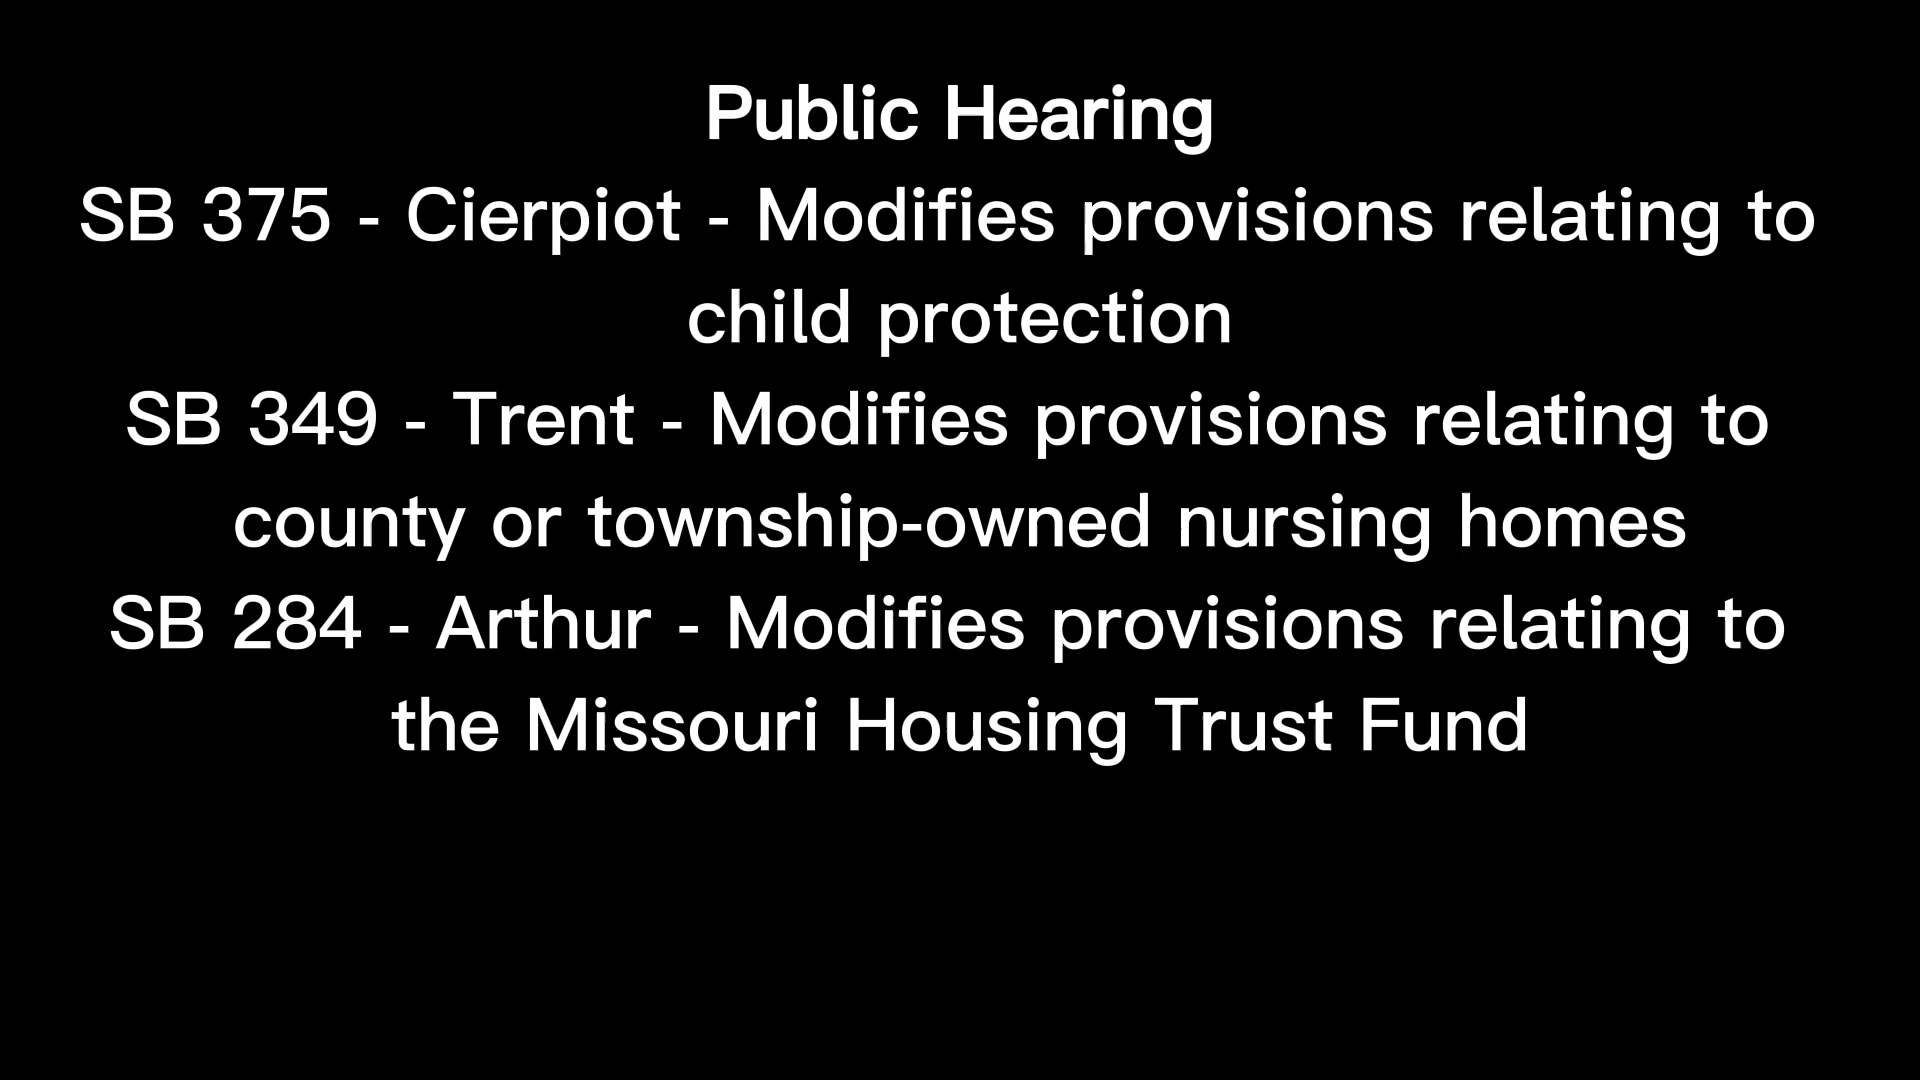 Public Hearing
SB 375 - Cierpiot - Modifies provisions relating to
child protection
SB 349 - Trent - Modifies provisions relating to
county or township-owned nursing homes
SB 284 - Arthur - Modifies provisions relating to
the Missouri Housing Trust Fund